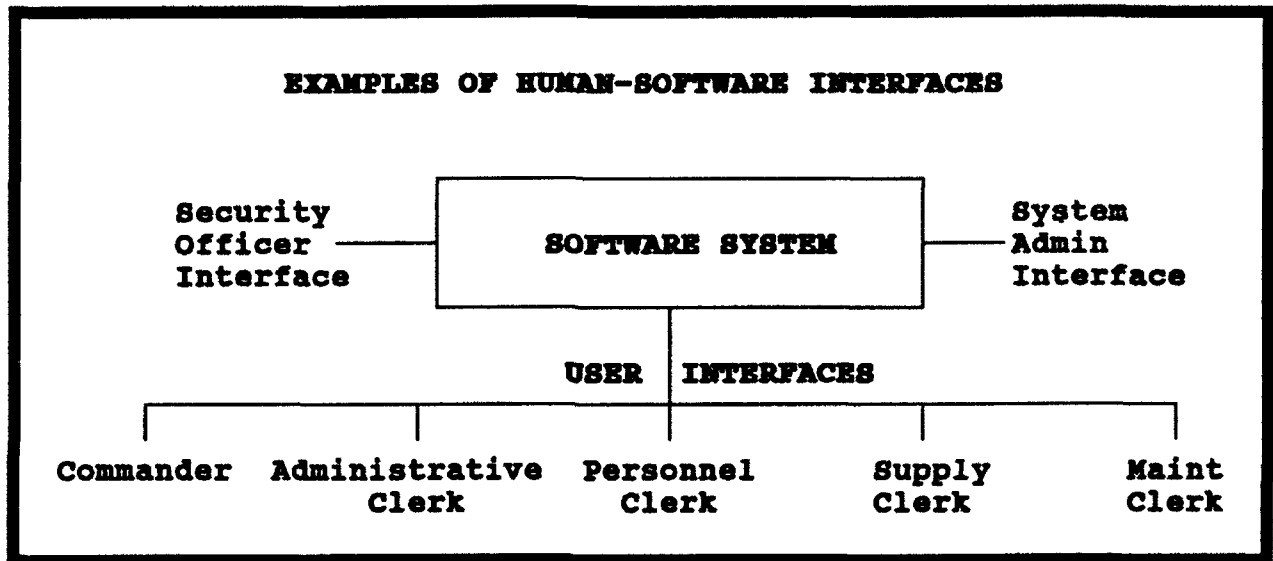 EXAMPLES OF HUMAN-SOFTWARE INTERFACES
Security
Officer
Interface
SOFTWARE SYSTEM
System
Admin
Interface
USER INTERFACES
Commander
Administrative
Clerk
Personnel
Clerk
Supply
Clerk
Maint
Clerk